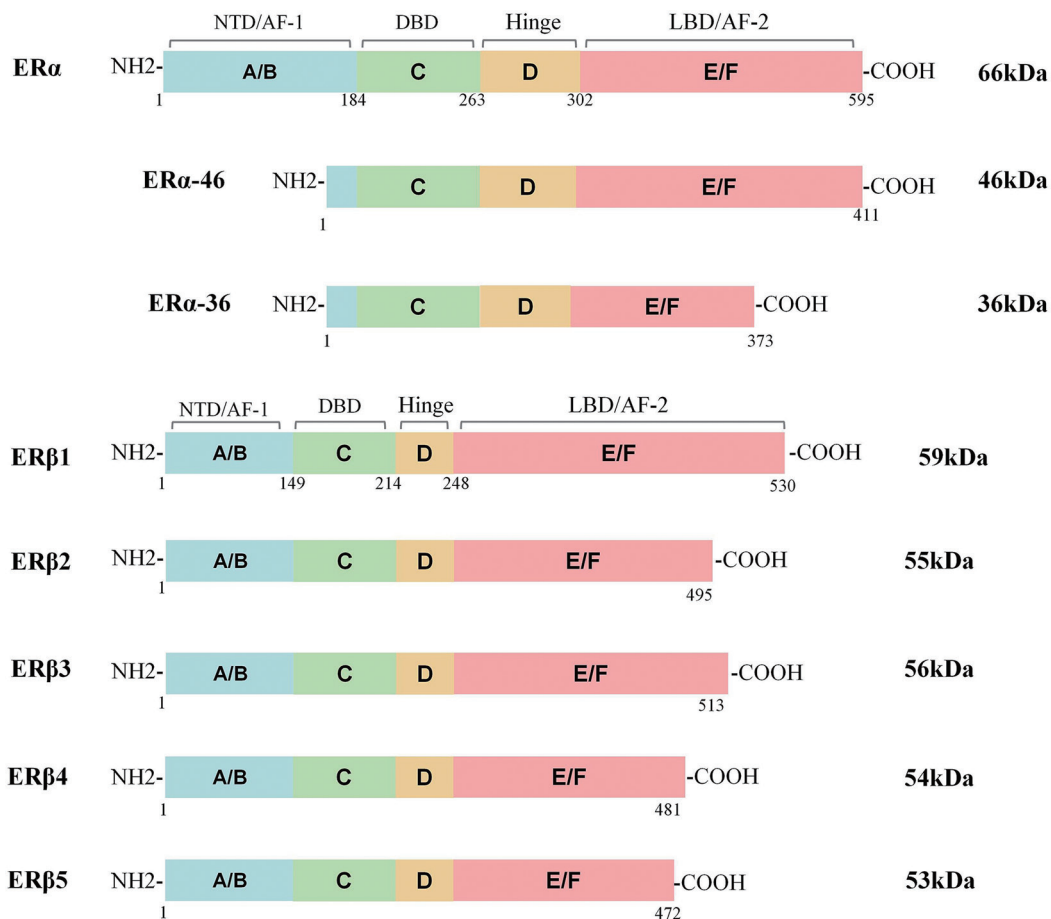 NTD/AF-1 DBD Hinge LBD/AF-2
ERα NH2- A/B C D E/F -COOH 66kDa
1 184 263 302 595
ERα-46 NH2- C D E/F -COOH 46kDa
1 411
ERα-36 NH2- C D E/F -COOH 36kDa
1 373
NTD/AF-1 DBD Hinge LBD/AF-2
ERβ1 NH2- A/B C D E/F -COOH 59kDa
1 149 214 248 530
ERβ2 NH2- A/B C D E/F -COOH 55kDa
1 495
ERβ3 NH2- A/B C D E/F -COOH 56kDa
1 513
ERβ4 NH2- A/B C D E/F -COOH 54kDa
1 481
ERβ5 NH2- A/B C D E/F -COOH 53kDa
1 472